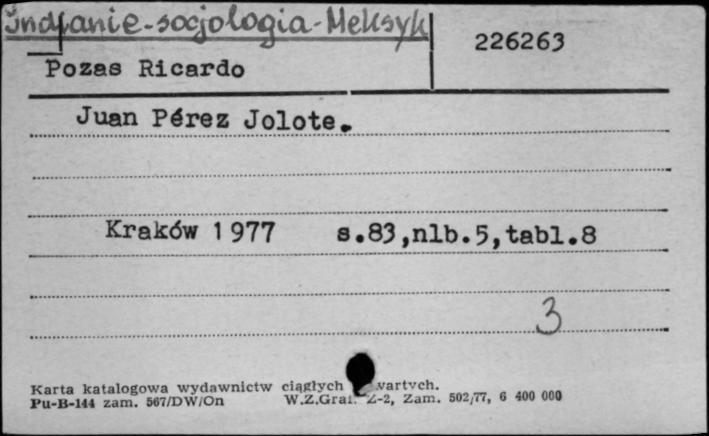 Indianie-socjologia-Meksyk
226263
Pozas Ricardo
Juan Pérez Jolote.
Kraków 1977 s.83,nlb.5,tabl.8
3
Karta katalogowa wydawnictw ciągłych
Pu-B-144 zam. 567/DW/On W.Z.Graf. Z-2, Zam. 502/77, 6 400 000